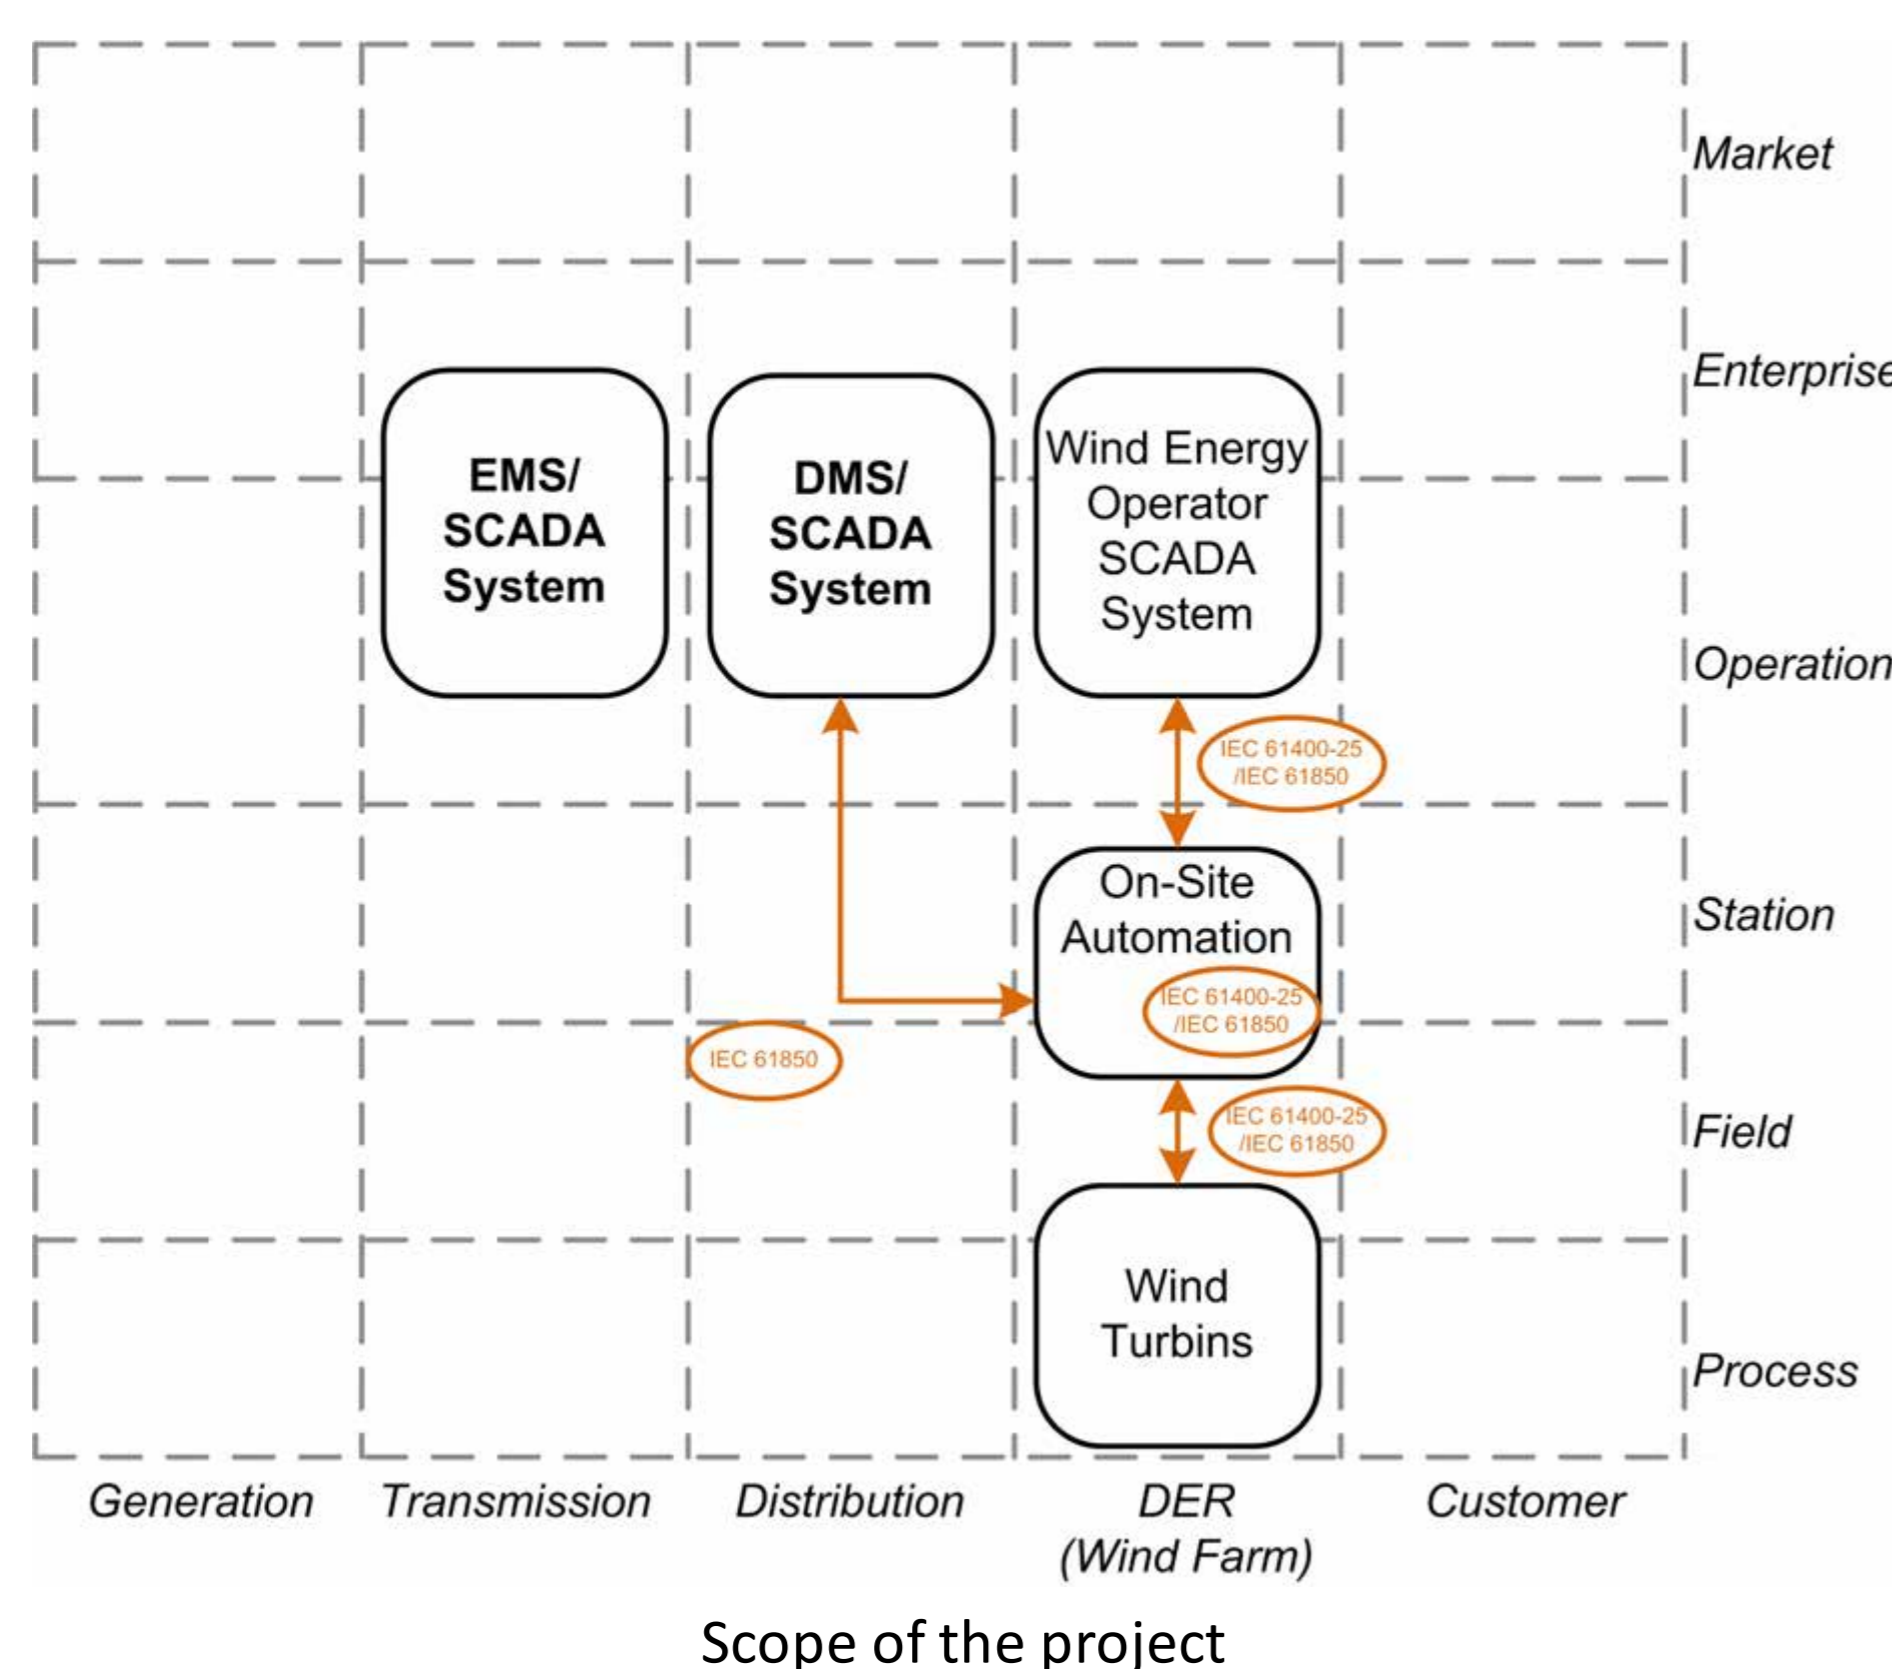 Market
Enterprise
EMS/
SCADA
System
DMS/
SCADA
System
Wind Energy
Operator
SCADA
System
Operation
IEC 61400-25
/IEC 61850
On-Site
Automation
Station
IEC 61400-25
/IEC 61850
IEC 61850
IEC 61400-25
/IEC 61850
Field
Wind
Turbins
Process
Generation
Transmission
Distribution
DER
(Wind Farm)
Customer
Scope of the project